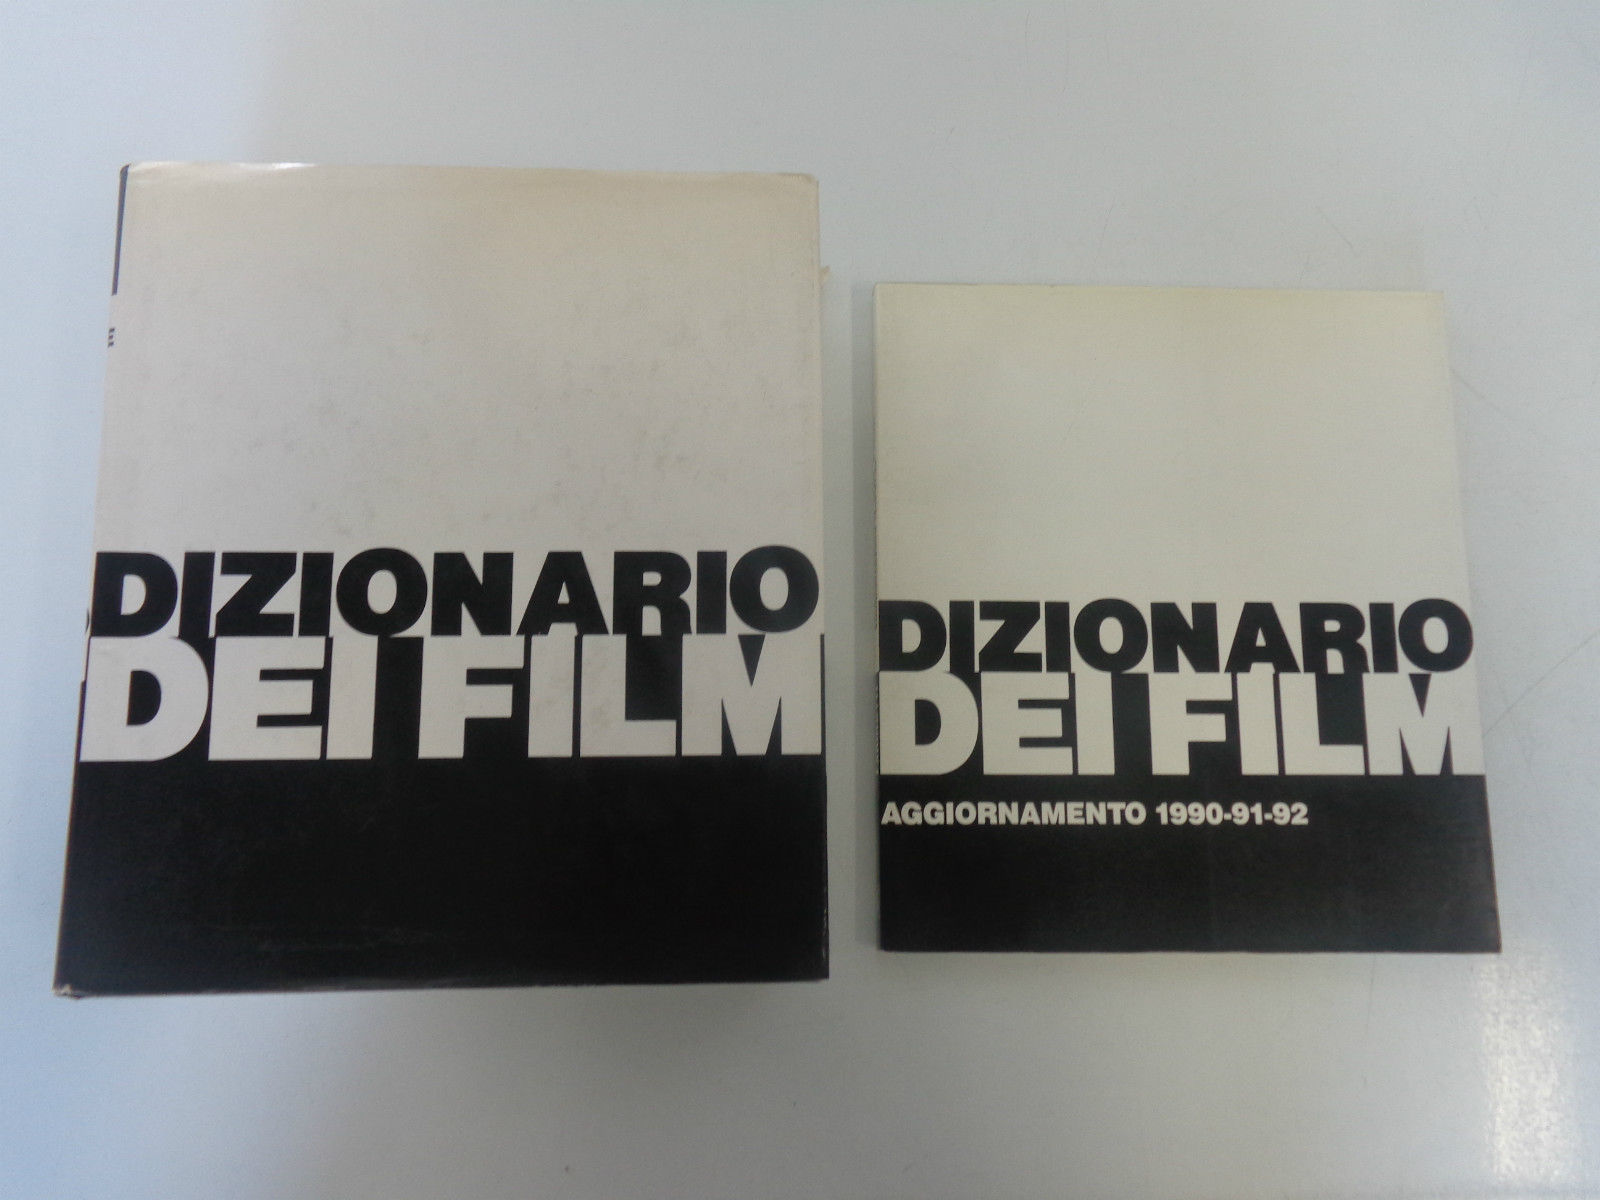 DIZIONARIO
DEI FILM
DIZIONARIO
DEI FILM
AGGIORNAMENTO 1990-91-92